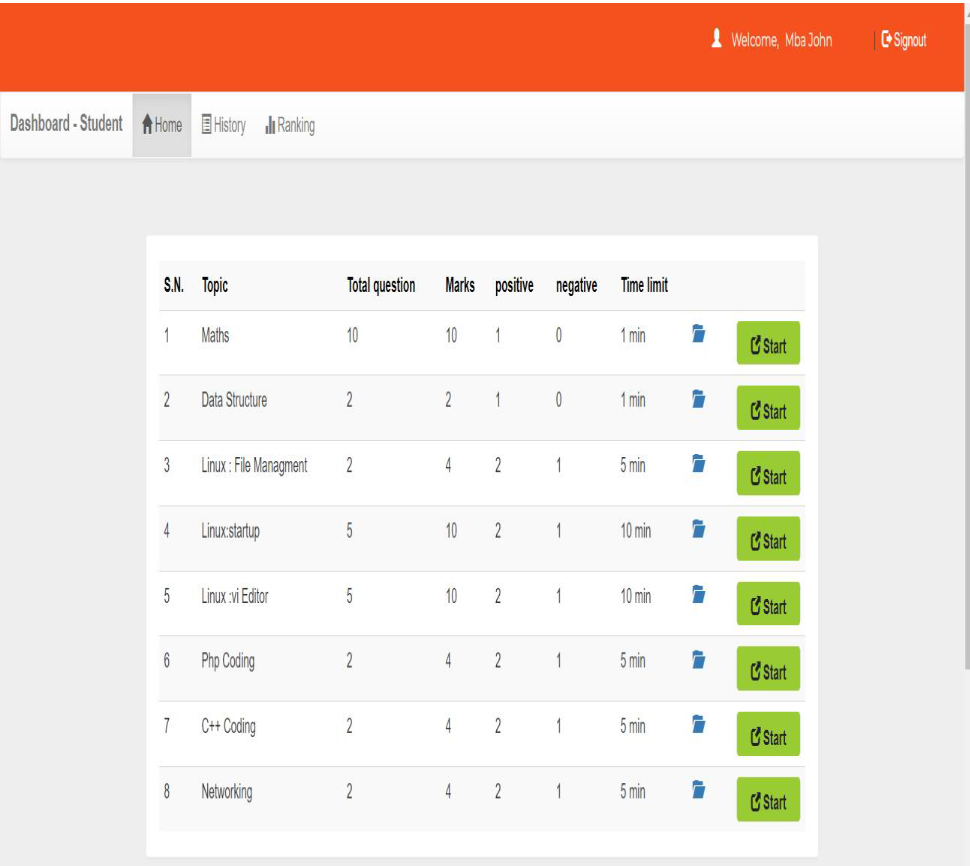 Welcome, Mba John | Signout
Dashboard - Student Home History Ranking
S.N. Topic Total question Marks positive negative Time limit
1 Maths 10 10 1 0 1 min Start
2 Data Structure 2 2 1 0 1 min Start
3 Linux : File Managment 2 4 2 1 5 min Start
4 Linux:startup 5 10 2 1 10 min Start
5 Linux :vi Editor 5 10 2 1 10 min Start
6 Php Coding 2 4 2 1 5 min Start
7 C++ Coding 2 4 2 1 5 min Start
8 Networking 2 4 2 1 5 min Start